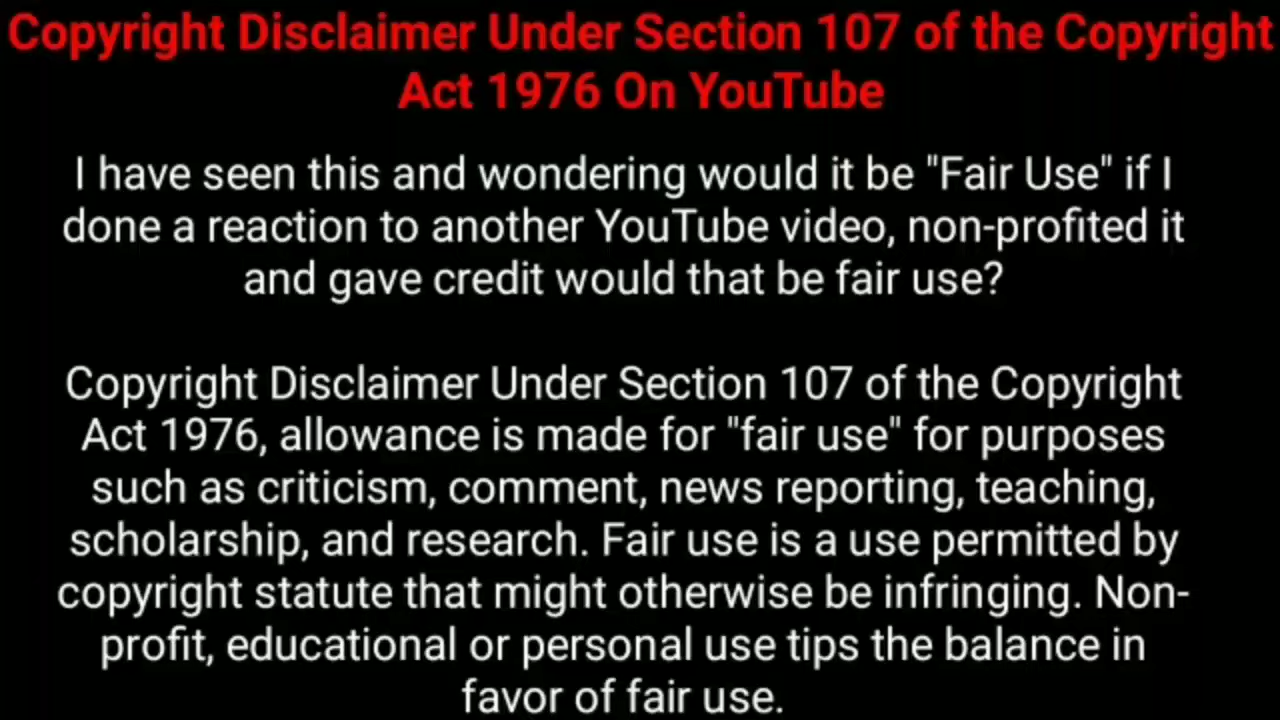 Copyright Disclaimer Under Section 107 of the Copyright
Act 1976 On YouTube
I have seen this and wondering would it be "Fair Use" if I
done a reaction to another YouTube video, non-profited it
and gave credit would that be fair use?
Copyright Disclaimer Under Section 107 of the Copyright
Act 1976, allowance is made for "fair use" for purposes
such as criticism, comment, news reporting, teaching,
scholarship, and research. Fair use is a use permitted by
copyright statute that might otherwise be infringing. Non-
profit, educational or personal use tips the balance in
favor of fair use.